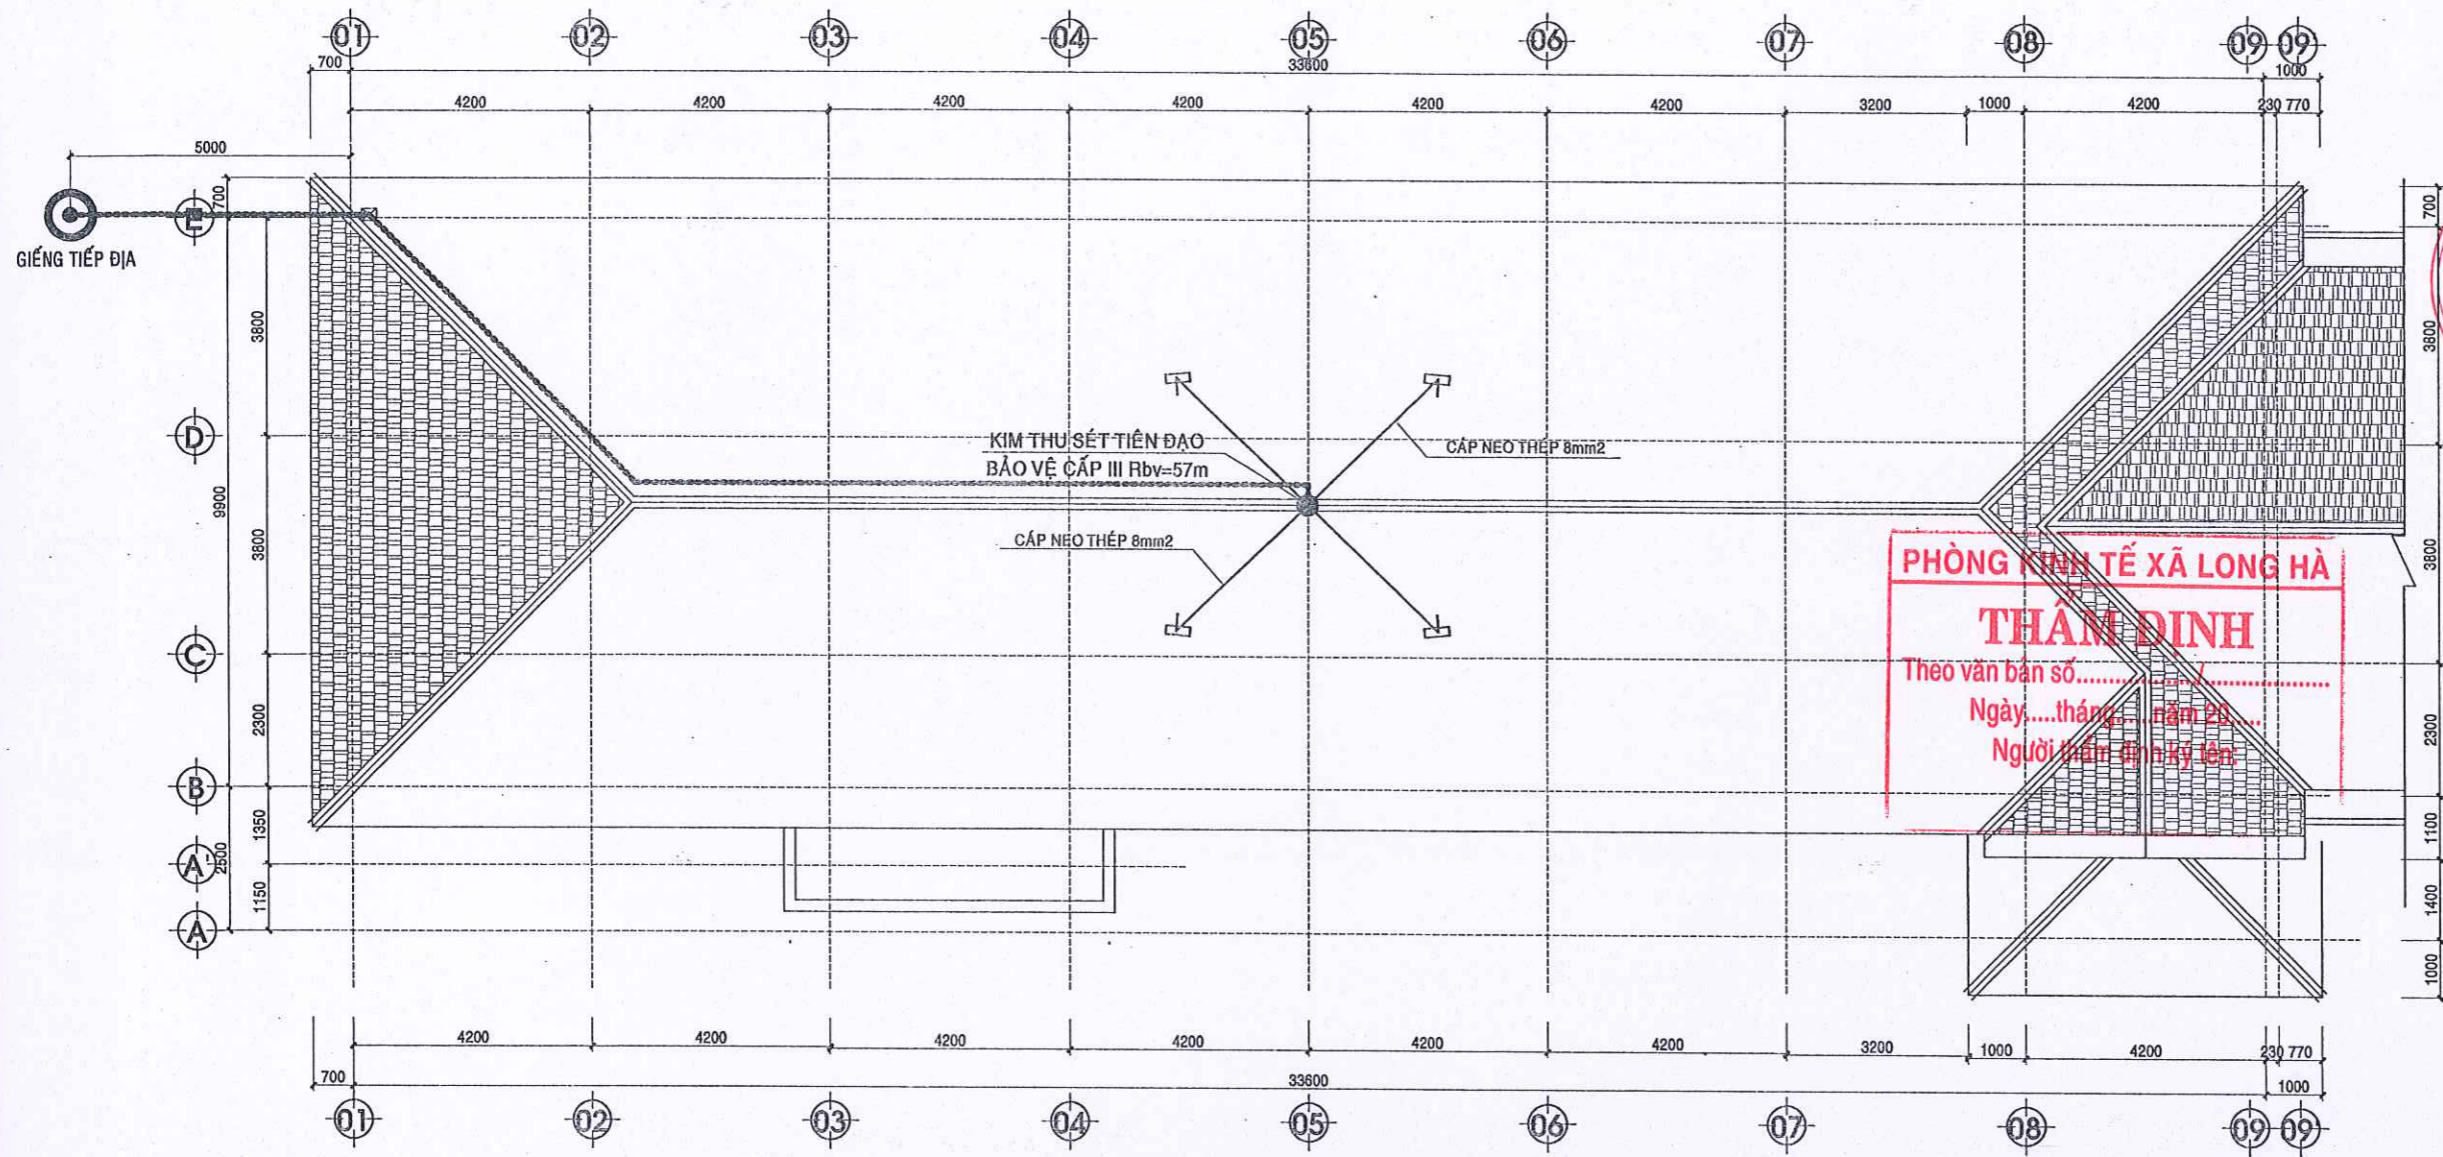 01 02 03 04 05 06 07 08 09 09'
700 33600 1000
4200 4200 4200 4200 4200 4200 3200 1000 4200 230 770
5000
700
E
GIẾNG TIẾP ĐỊA
700
3800
3800
D
KIM THU SÉT TIÊN ĐẠO
BẢO VỆ CẤP III Rbv=57m
CÁP NEO THÉP 8mm2
9900
3800
CÁP NEO THÉP 8mm2
3800
PHÒNG KINH TẾ XÃ LONG HÀ
THẨM ĐỊNH
Theo văn bản số............../..................
Ngày.....tháng.....năm 20.....
Người thẩm định ký tên:
C
2300
2300
B
1350
1100
A'
2500
1150
1400
A
1000
4200 4200 4200 4200 4200 4200 3200 1000 4200 230 770
700 33600 1000
01 02 03 04 05 06 07 08 09 09'